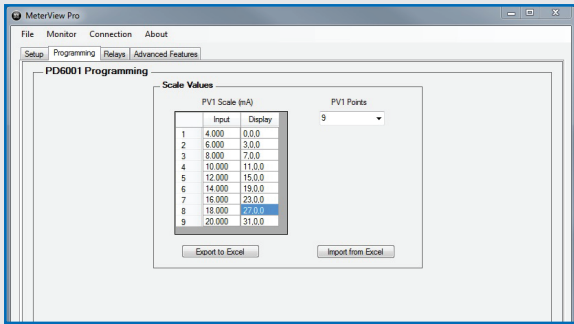 MeterView Pro
File Monitor Connection About
Setup Programming Relays Advanced Features
PD6001 Programming
Scale Values
PV1 Scale (mA) PV1 Points
Input Display 9
1 4.000 0,0,0
2 6.000 3,0,0
3 8.000 7,0,0
4 10.000 11,0,0
5 12.000 15,0,0
6 14.000 19,0,0
7 16.000 23,0,0
8 18.000 27,0,0
9 20.000 31,0,0
Export to Excel Import from Excel